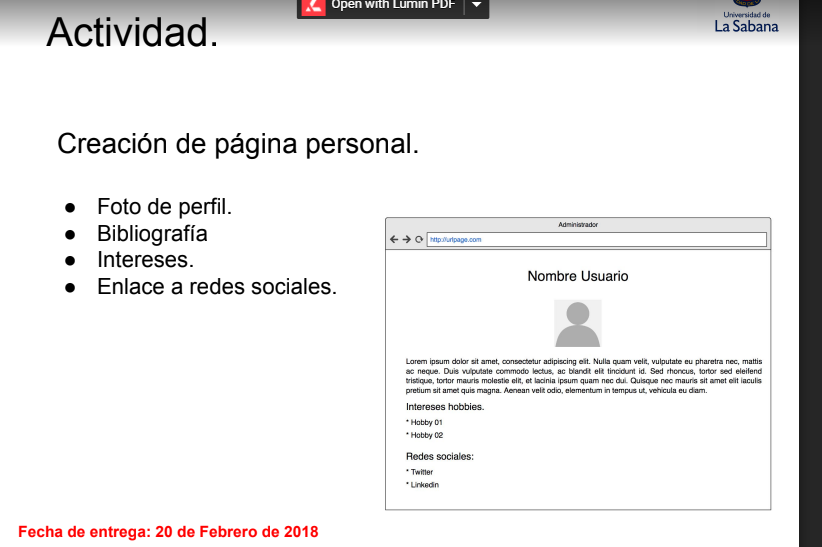 Open with Lumin PDF
Universidad de
La Sabana
Actividad.
Creación de página personal.
● Foto de perfil.
● Bibliografía
● Intereses.
● Enlace a redes sociales.
Administrador
http://urlpage.com
Nombre Usuario
Lorem ipsum dolor sit amet, consectetur adipiscing elit. Nulla quam velit, vulputate eu pharetra nec, mattis
ac neque. Duis vulputate commodo lectus, ac blandit elit tincidunt id. Sed rhoncus, tortor sed eleifend
tristique, tortor mauris molestie elit, et lacinia ipsum quam nec dui. Quisque nec mauris sit amet elit iaculis
pretium sit amet quis magna. Aenean velit odio, elementum in tempus ut, vehicula eu diam.
Intereses hobbies.
* Hobby 01
* Hobby 02
Redes sociales:
* Twitter
* Linkedin
Fecha de entrega: 20 de Febrero de 2018